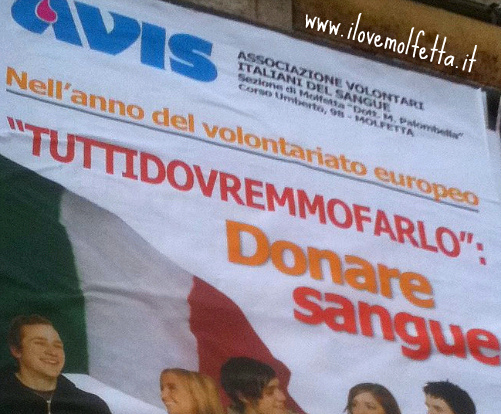 www.ilovemolfetta.it
AVIS
ASSOCIAZIONE VOLONTARI
ITALIANI DEL SANGUE
Sezione di Molfetta "Dott. M. Palombella"
Corso Umberto, 98 - MOLFETTA
Nell'anno del volontariato europeo
"TUTTIDOVREMMOFARLO":
Donare
sangue